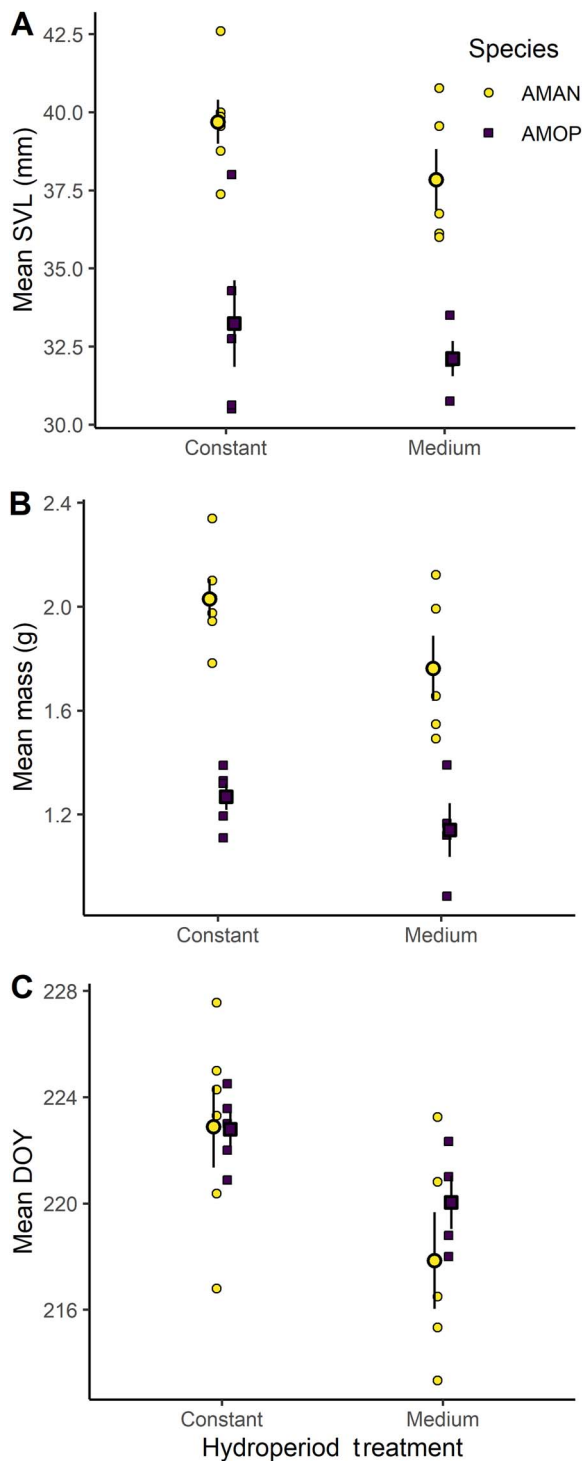 A
Mean SVL (mm)
42.5
40.0
37.5
35.0
32.5
30.0
Species
AMAN
AMOP
Constant
Medium
B
Mean mass (g)
2.4
2.0
1.6
1.2
Constant
Medium
C
Mean DOY
228
224
220
216
Constant
Medium
Hydroperiod treatment